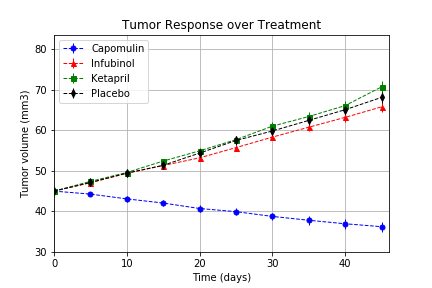 Tumor Response over Treatment
Tumor volume (mm3)
80
70
60
50
40
30
Capomulin
Infubinol
Ketapril
Placebo
0 10 20 30 40
Time (days)